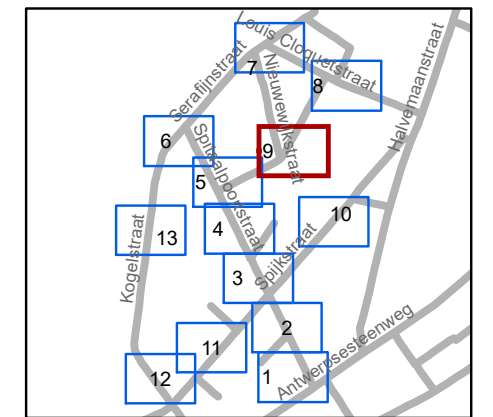 Louis Cloquetstraat
7
Serafijnstraat
Nieuwewijkstraat
8
Halvemaanstraat
6
Spitaalpoortstraat
9
5
10
4
13
Kogelstraat
Spijkstraat
3
2
11
Antwerpsesteenweg
12
1